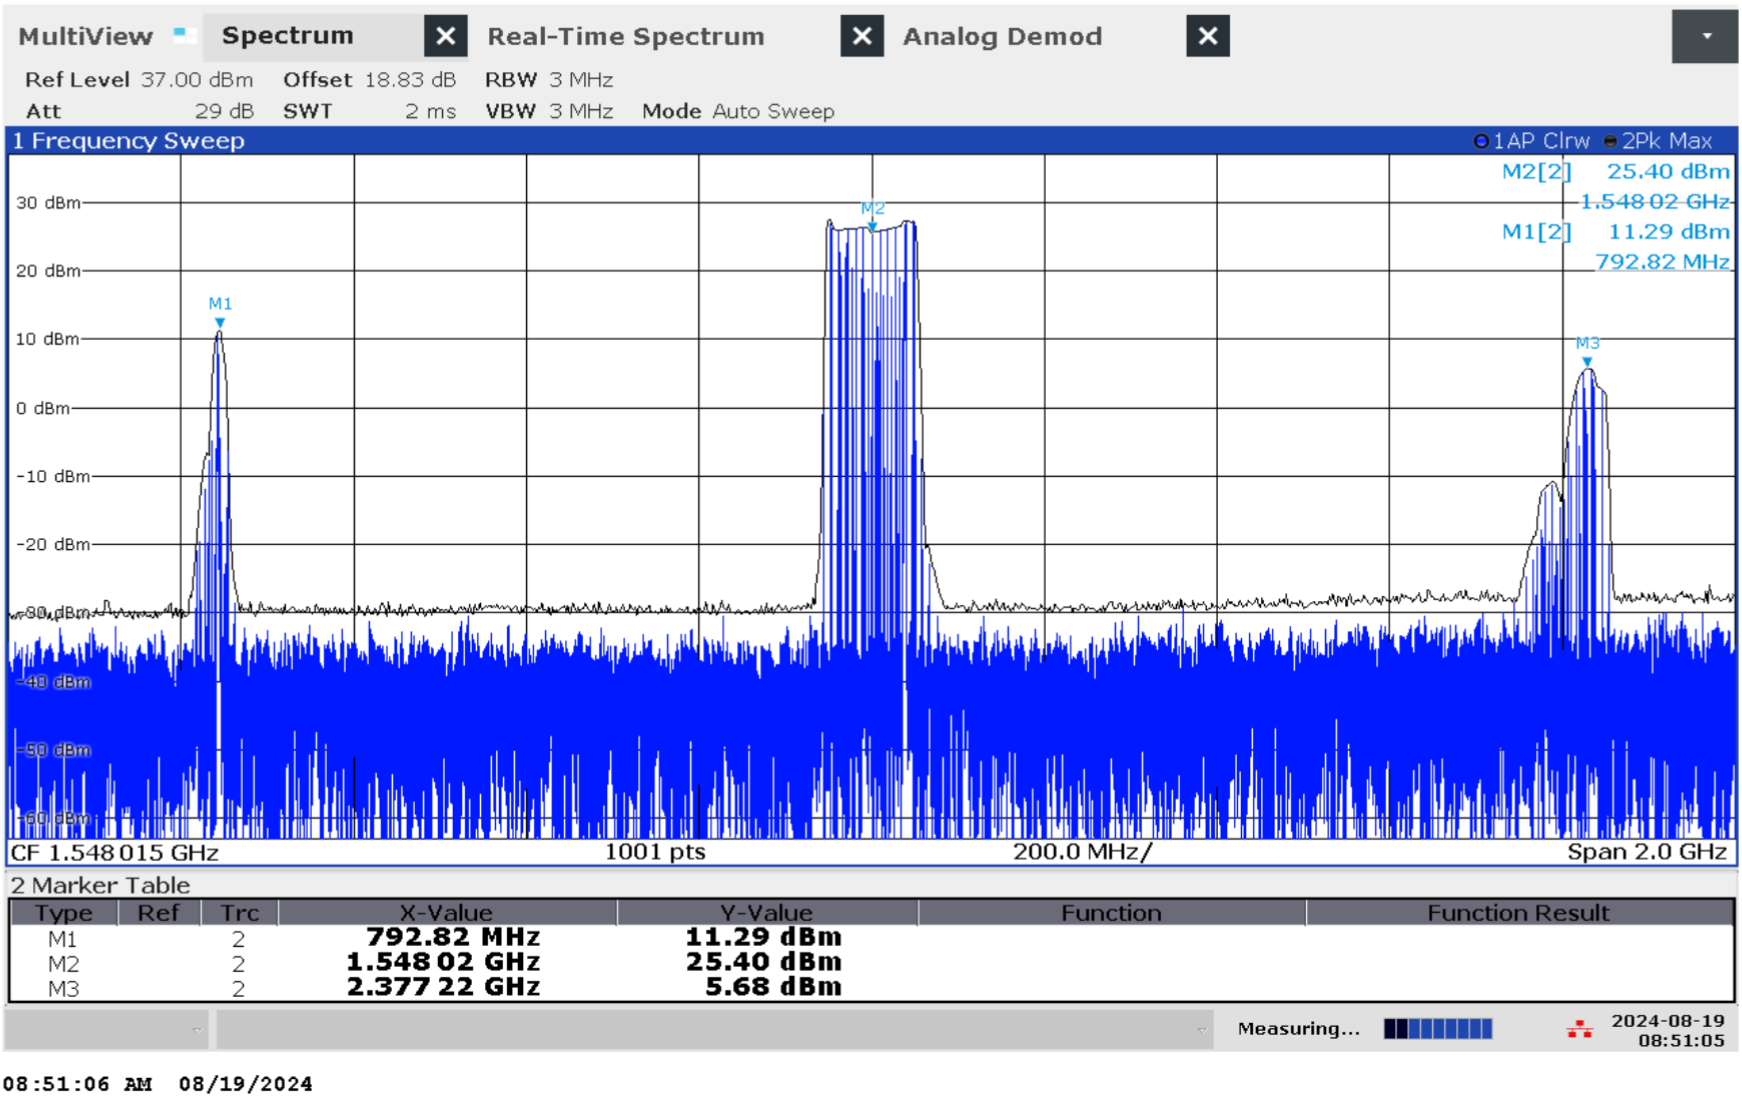 MultiView Spectrum Real-Time Spectrum Analog Demod
Ref Level 37.00 dBm Offset 18.83 dB RBW 3 MHz
Att 29 dB SWT 2 ms VBW 3 MHz Mode Auto Sweep
1 Frequency Sweep 1AP Clrw 2Pk Max
M2[2] 25.40 dBm
1.548 02 GHz
M1[2] 11.29 dBm
792.82 MHz
30 dBm
20 dBm
10 dBm
0 dBm
-10 dBm
-20 dBm
-30 dBm
-40 dBm
-50 dBm
-60 dBm
M1
M2
M3
CF 1.548 015 GHz 1001 pts 200.0 MHz/ Span 2.0 GHz
2 Marker Table
Type Ref Trc X-Value Y-Value Function Function Result
M1 2 792.82 MHz 11.29 dBm
M2 2 1.548 02 GHz 25.40 dBm
M3 2 2.377 22 GHz 5.68 dBm
Measuring... 2024-08-19
08:51:05
08:51:06 AM 08/19/2024